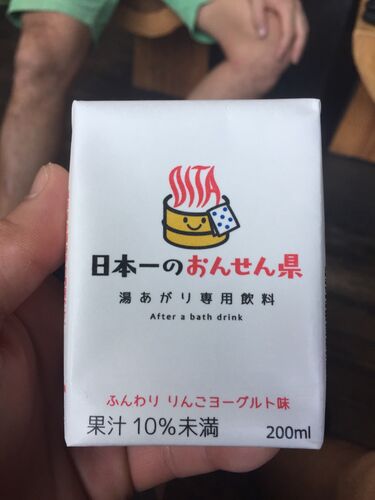 OITA
日本一のおんせん県
湯あがり専用飲料
After a bath drink
ふんわり りんごヨーグルト味
果汁10%未満
200ml